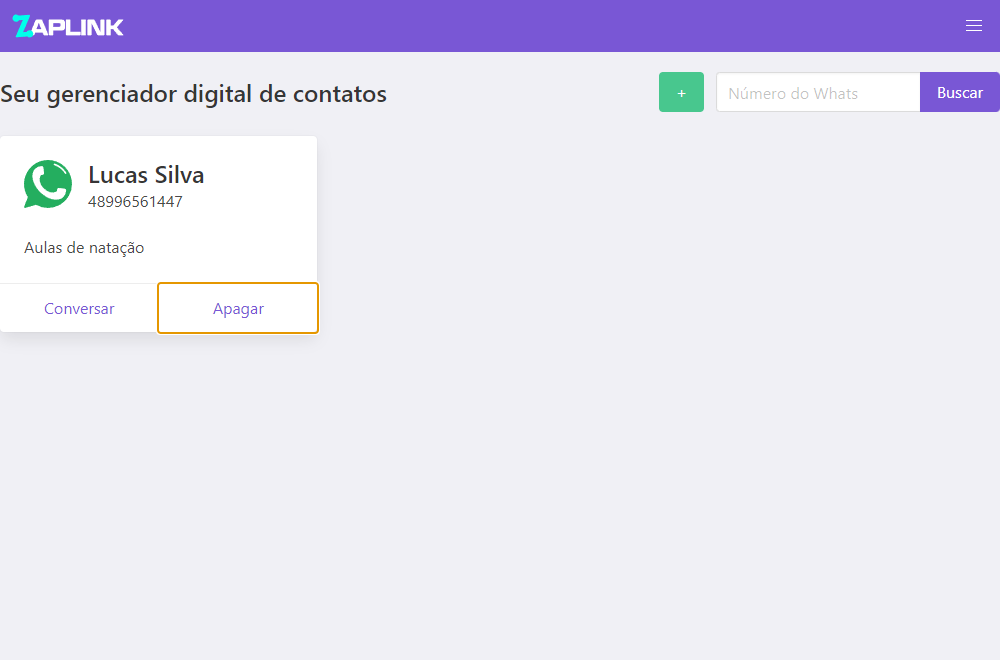 ZAPLINK
Seu gerenciador digital de contatos
+
Número do Whats
Buscar
Lucas Silva
48996561447
Aulas de natação
Conversar
Apagar